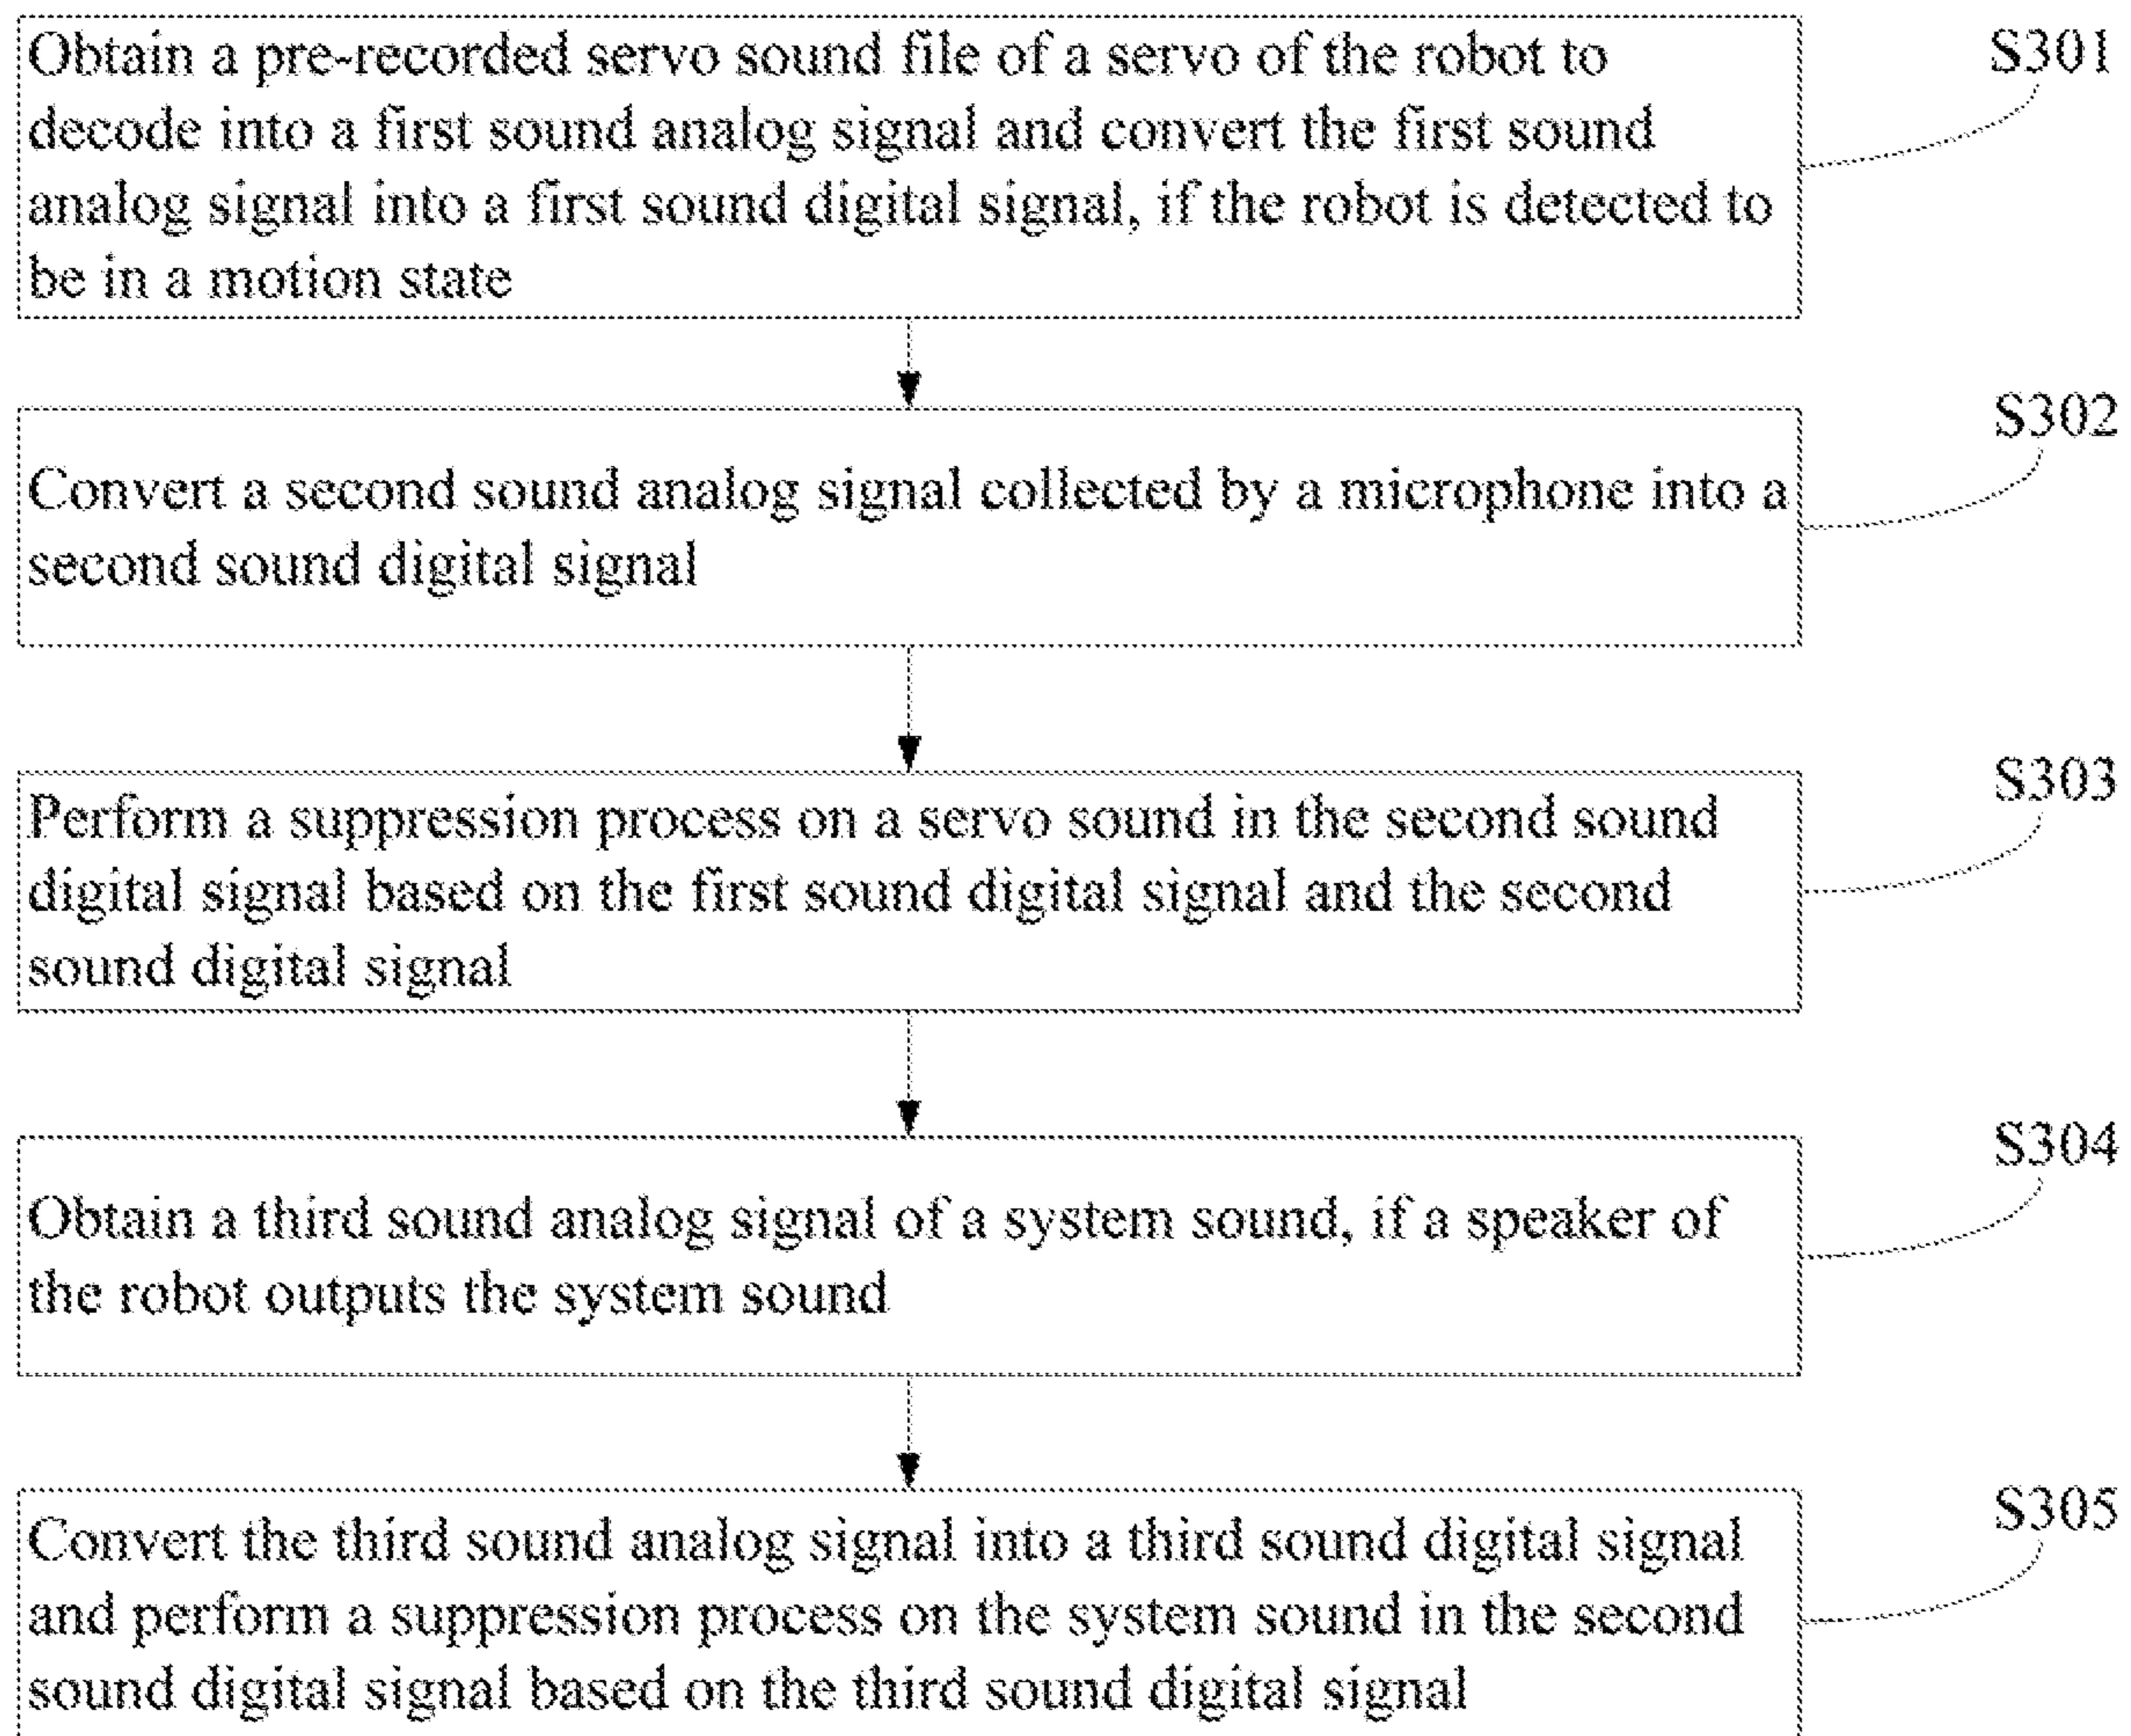 Obtain a pre-recorded servo sound file of a servo of the robot to
decode into a first sound analog signal and convert the first sound
analog signal into a first sound digital signal, if the robot is detected to
be in a motion state
S301
Convert a second sound analog signal collected by a microphone into a
second sound digital signal
S302
Perform a suppression process on a servo sound in the second sound
digital signal based on the first sound digital signal and the second
sound digital signal
S303
Obtain a third sound analog signal of a system sound, if a speaker of
the robot outputs the system sound
S304
Convert the third sound analog signal into a third sound digital signal
and perform a suppression process on the system sound in the second
sound digital signal based on the third sound digital signal
S305